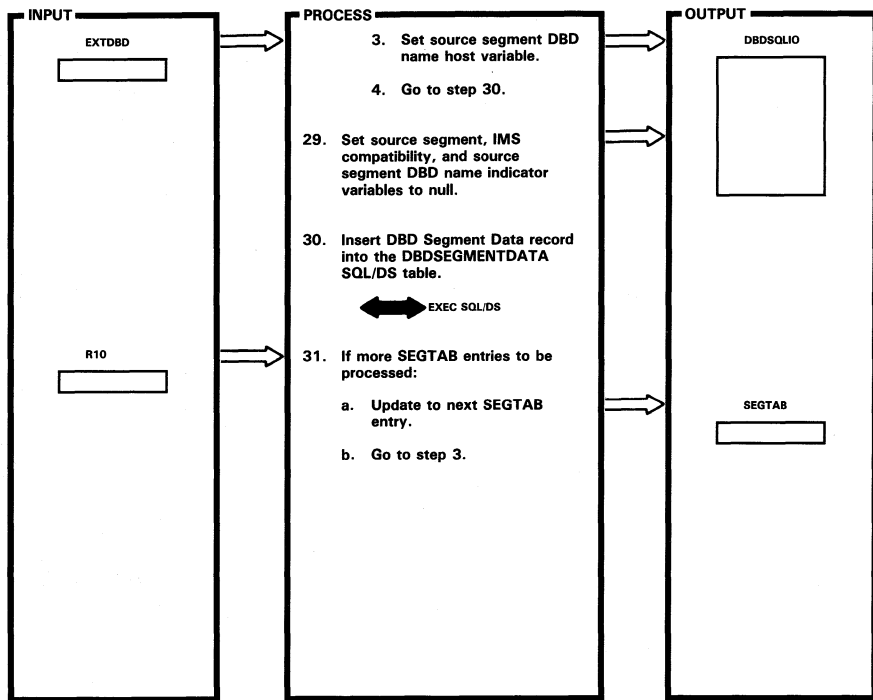 INPUT
EXTDBD
R10
PROCESS
3. Set source segment DBD
name host variable.
4. Go to step 30.
29. Set source segment, IMS
compatibility, and source
segment DBD name indicator
variables to null.
30. Insert DBD Segment Data record
into the DBDSEGMENTDATA
SQL/DS table.
EXEC SQL/DS
31. If more SEGTAB entries to be
processed:
a. Update to next SEGTAB
entry.
b. Go to step 3.
OUTPUT
DBDSQLIO
SEGTAB